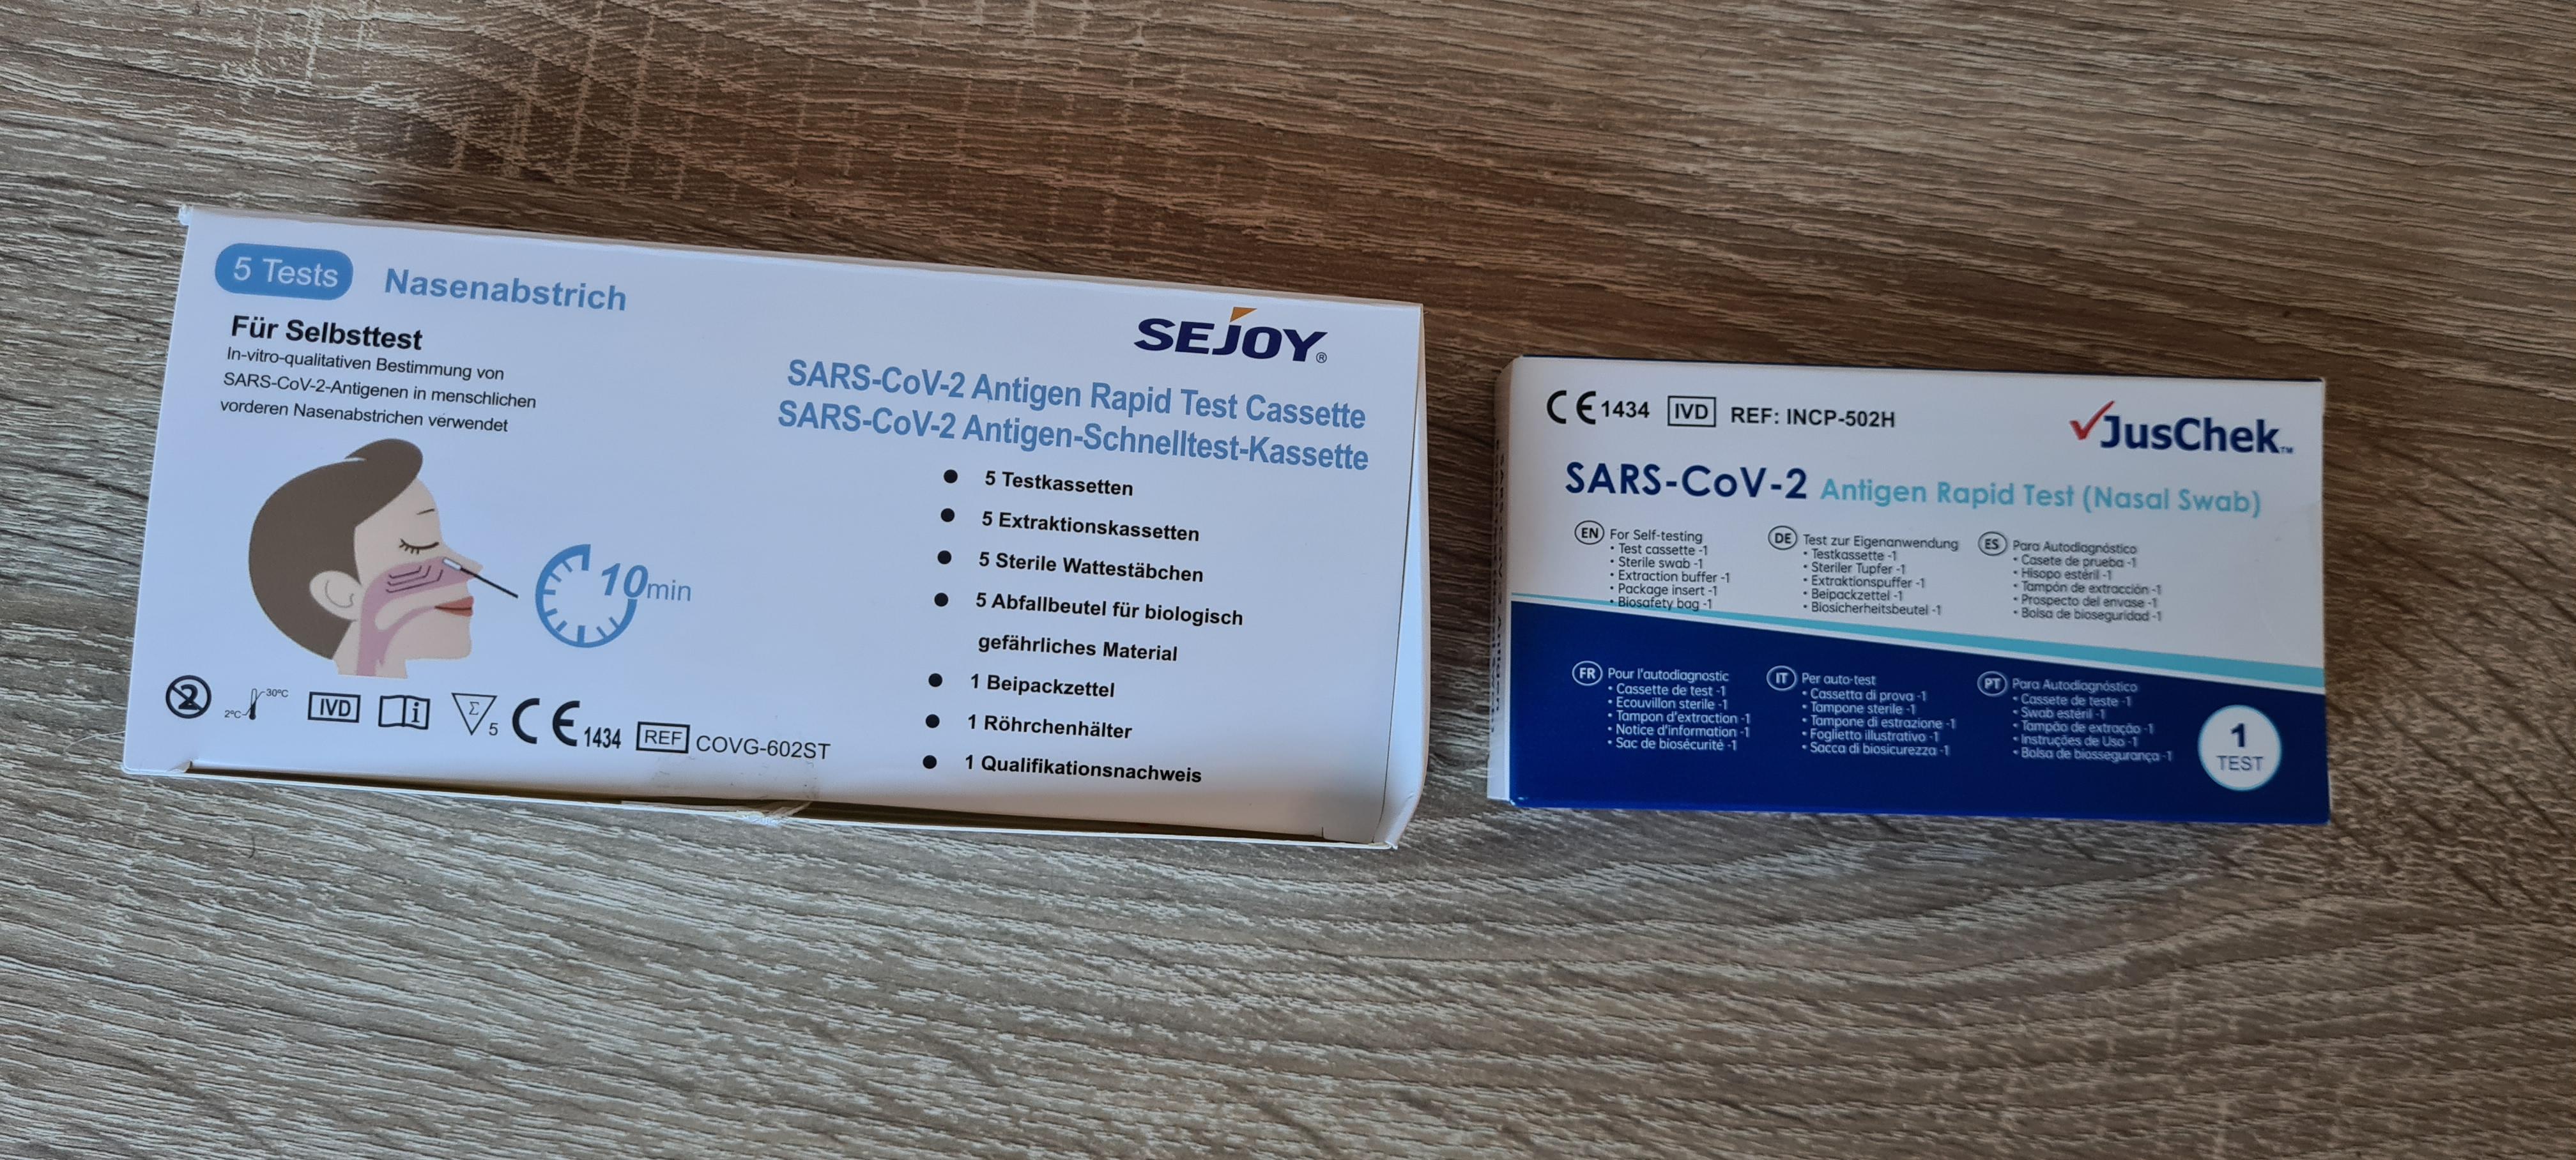 5 Tests Nasenabstrich
Für Selbsttest
In-vitro-qualitativen Bestimmung von
SARS-CoV-2-Antigenen in menschlichen
vorderen Nasenabstrichen verwendet
10min
2
2°C 30°C
IVD
i
Σ 5
CE 1434
REF COVG-602ST
SEJOY®
SARS-CoV-2 Antigen Rapid Test Cassette
SARS-CoV-2 Antigen-Schnelltest-Kassette
● 5 Testkassetten
● 5 Extraktionskassetten
● 5 Sterile Wattestäbchen
● 5 Abfallbeutel für biologisch
gefährliches Material
● 1 Beipackzettel
● 1 Röhrchenhälter
● 1 Qualifikationsnachweis
CE 1434 IVD REF: INCP-502H
JusChek™
SARS-CoV-2 Antigen Rapid Test (Nasal Swab)
EN For Self-testing
• Test cassette -1
• Sterile swab -1
• Extraction buffer -1
• Package insert -1
• Biosafety bag -1
DE Test zur Eigenanwendung
• Testkassette -1
• Steriler Tupfer -1
• Extraktionspuffer -1
• Beipackzettel -1
• Biosicherheitsbeutel -1
ES Para Autodiagnóstico
• Casete de prueba -1
• Hisopo estéril -1
• Tampón de extracción -1
• Prospecto del envase -1
• Bolsa de bioseguridad -1
FR Pour l'autodiagnostic
• Cassette de test -1
• Ecouvillon sterile -1
• Tampon d'extraction -1
• Notice d'information -1
• Sac de biosécurité -1
IT Per auto-test
• Cassetta di prova -1
• Tampone sterile -1
• Tampone di estrazione -1
• Foglietto illustrativo -1
• Sacca di biosicurezza -1
PT Para Autodiagnóstico
• Cassete de teste -1
• Swab estéril -1
• Tampão de extração -1
• Instruções de Uso -1
• Bolsa de biossegurança -1
1
TEST